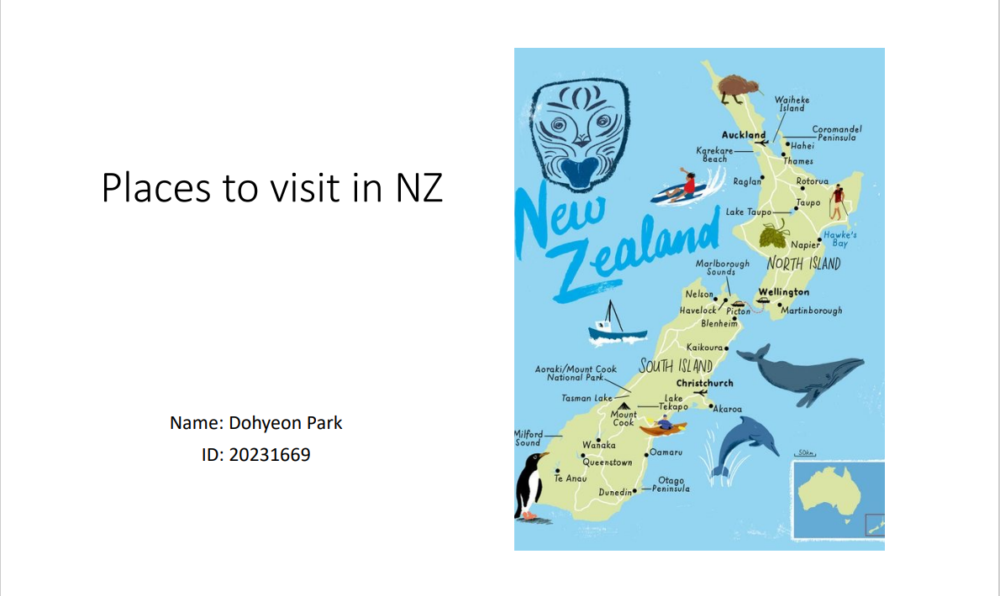 Places to visit in NZ
Name: Dohyeon Park
ID: 20231669
New
Zealand
Waiheke
Island
Auckland
Coromandel
Peninsula
Karekare
Beach
Hahei
Thames
Raglan
Rotorua
Taupo
Lake Taupo
Hawke's
Bay
Napier
NORTH ISLAND
Marlborough
Sounds
Wellington
Nelson
Havelock
Picton
Martinborough
Blenheim
Kaikoura
SOUTH ISLAND
Aoraki/Mount Cook
National Park
Christchurch
Tasman Lake
Lake
Tekapo
Akaroa
Mount
Cook
Milford
Sound
Wanaka
Oamaru
Queenstown
50km
Te Anau
Otago
Peninsula
Dunedin